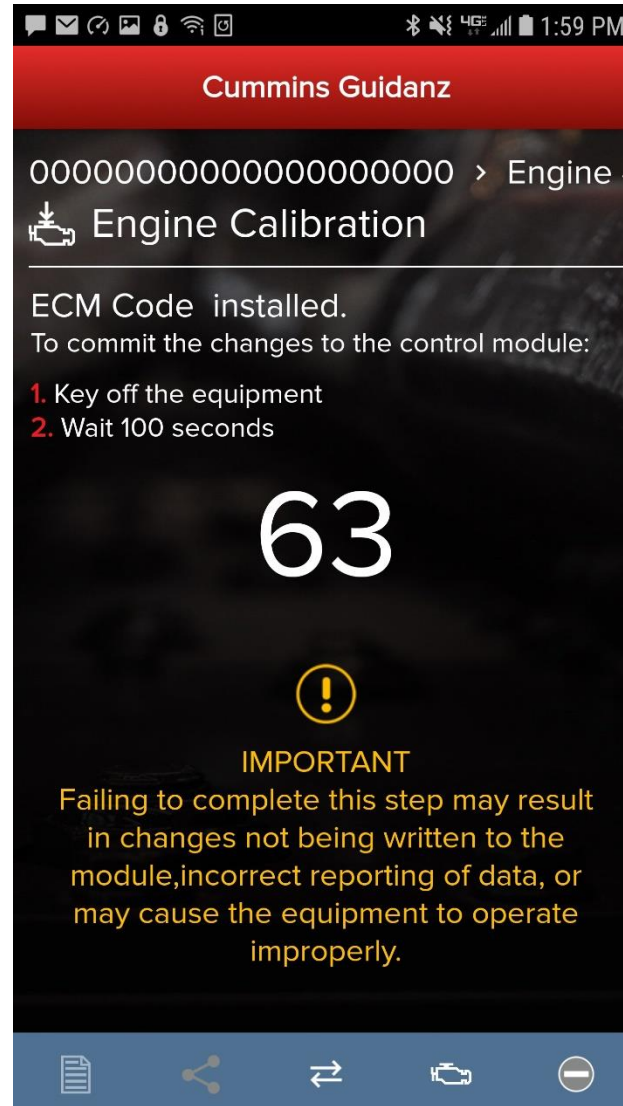 4G 1:59 PM
Cummins Guidanz
00000000000000000000 > Engine
Engine Calibration
ECM Code installed.
To commit the changes to the control module:
1. Key off the equipment
2. Wait 100 seconds
63
IMPORTANT
Failing to complete this step may result
in changes not being written to the
module,incorrect reporting of data, or
may cause the equipment to operate
improperly.